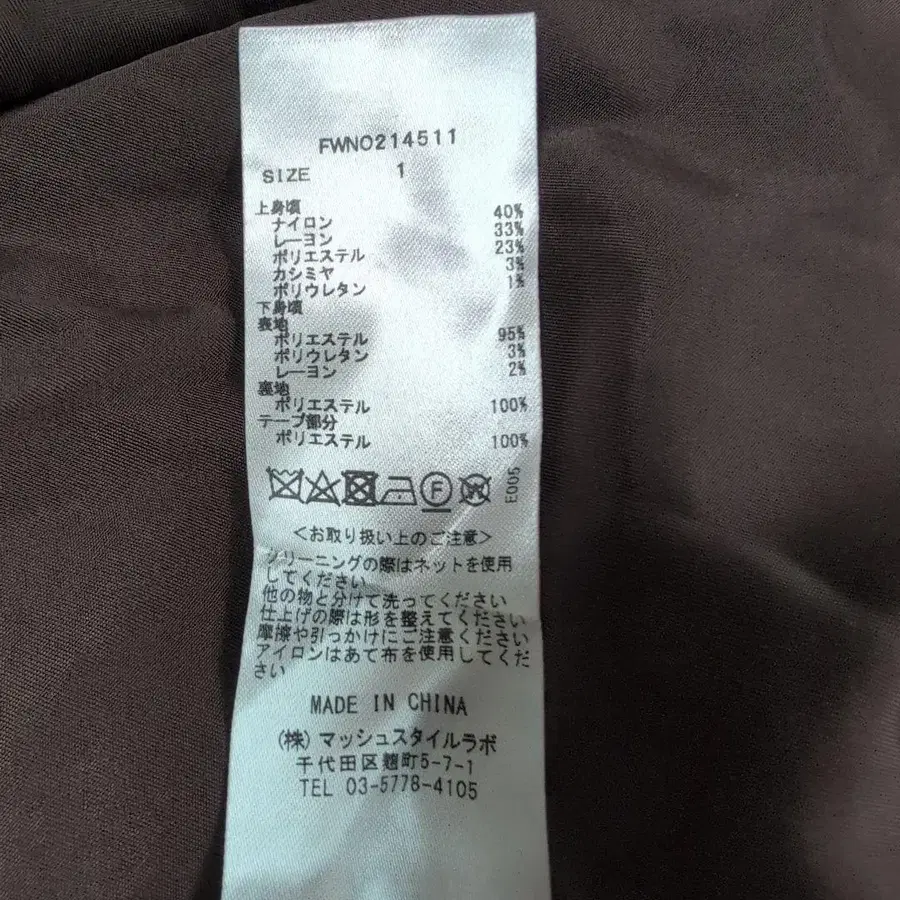 FWNO214511
SIZE 1
上身頃
ナイロン 40%
レーヨン 33%
ポリエステル 23%
カシミヤ 3%
ポリウレタン 1%
下身頃
表地
ポリエステル 95%
ポリウレタン 3%
レーヨン 2%
裏地
ポリエステル 100%
テープ部分
ポリエステル 100%
F
W
E005
<お取り扱い上のご注意>
クリーニングの際はネットを使用
してください
他の物と分けて洗ってください
仕上げの際は形を整えてください
摩擦や引っかけにご注意ください
アイロンはあて布を使用してくだ
さい
MADE IN CHINA
(株)マッシュスタイルラボ
千代田区麹町5-7-1
TEL 03-5778-4105